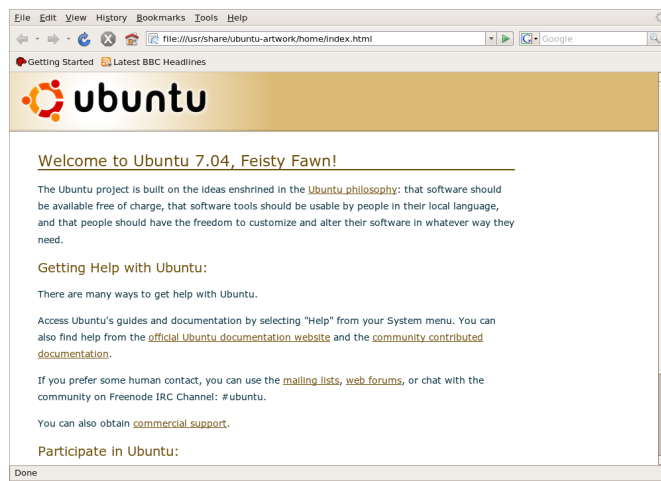 File Edit View History Bookmarks Tools Help
file:///usr/share/ubuntu-artwork/home/index.html
G Google
Getting Started Latest BBC Headlines
ubuntu
Welcome to Ubuntu 7.04, Feisty Fawn!
The Ubuntu project is built on the ideas enshrined in the Ubuntu philosophy: that software should
be available free of charge, that software tools should be usable by people in their local language,
and that people should have the freedom to customize and alter their software in whatever way they
need.
Getting Help with Ubuntu:
There are many ways to get help with Ubuntu.
Access Ubuntu's guides and documentation by selecting "Help" from your System menu. You can
also find help from the official Ubuntu documentation website and the community contributed
documentation.
If you prefer some human contact, you can use the mailing lists, web forums, or chat with the
community on Freenode IRC Channel: #ubuntu.
You can also obtain commercial support.
Participate in Ubuntu:
Done